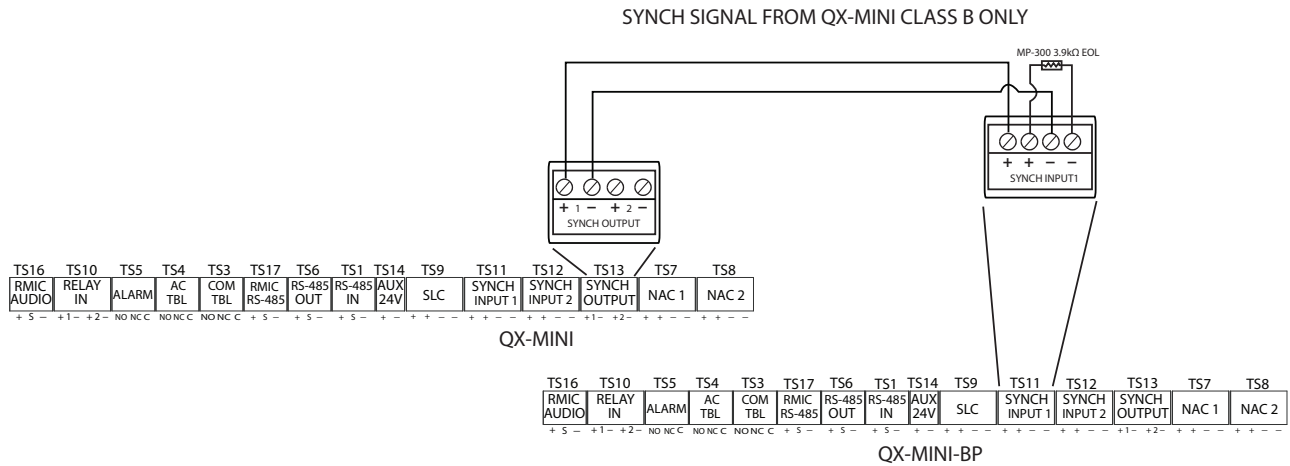 SYNCH SIGNAL FROM QX-MINI CLASS B ONLY
MP-300 3.9kΩ EOL
+ + − −
SYNCH INPUT1
+ 1 − + 2 −
SYNCH OUTPUT
TS16 TS10 TS5 TS4 TS3 TS17 TS6 TS1 TS14 TS9 TS11 TS12 TS13 TS7 TS8
RMIC RELAY AC COM RMIC RS-485 RS-485 AUX SYNCH SYNCH SYNCH
AUDIO IN ALARM TBL TBL RS-485 OUT IN 24V SLC INPUT 1 INPUT 2 OUTPUT NAC 1 NAC 2
+ S − +1− +2− NO NC C NO NC C NO NC C + S − + S − + S − + − + + − − + + − − + + − − +1− +2− + + − − + + − −
QX-MINI
TS16 TS10 TS5 TS4 TS3 TS17 TS6 TS1 TS14 TS9 TS11 TS12 TS13 TS7 TS8
RMIC RELAY AC COM RMIC RS-485 RS-485 AUX SYNCH SYNCH SYNCH
AUDIO IN ALARM TBL TBL RS-485 OUT IN 24V SLC INPUT 1 INPUT 2 OUTPUT NAC 1 NAC 2
+ S − +1− +2− NO NC C NO NC C NO NC C + S − + S − + S − + − + + − − + + − − + + − − +1− +2− + + − − + + − −
QX-MINI-BP